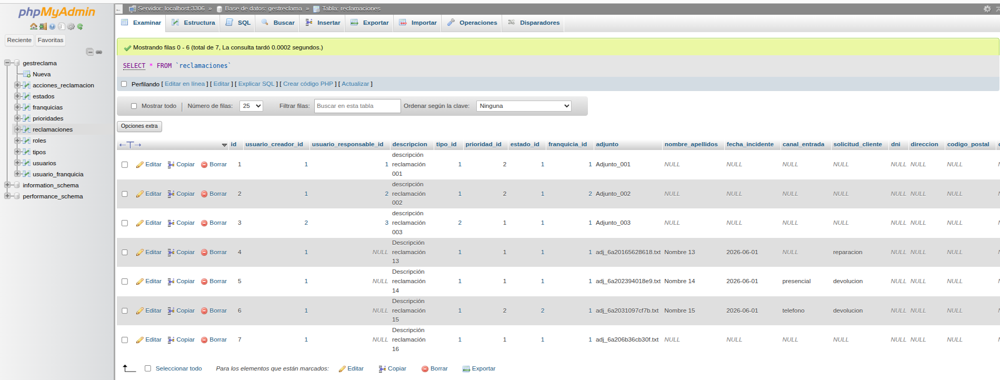 phpMyAdmin
Reciente Favoritas
gestreclama
Nueva
acciones_reclamacion
estados
franquicias
prioridades
reclamaciones
roles
tipos
usuarios
usuario_franquicia
information_schema
performance_schema
Servidor: localhost:3306 » Base de datos: gestreclama » Tabla: reclamaciones
Examinar Estructura SQL Buscar Insertar Exportar Importar Operaciones Disparadores
Mostrando filas 0 - 6 (total de 7, La consulta tardó 0.0002 segundos.)
SELECT * FROM `reclamaciones`
Perfilando [ Editar en línea ] [ Editar ] [ Explicar SQL ] [ Crear código PHP ] [ Actualizar ]
Mostrar todo | Número de filas: 25 Filtrar filas: Buscar en esta tabla Ordenar según la clave: Ninguna
Opciones extra
←T→ id usuario_creador_id usuario_responsable_id descripcion tipo_id prioridad_id estado_id franquicia_id adjunto nombre_apellidos fecha_incidente canal_entrada solicitud_cliente dni direccion codigo_postal
Editar Copiar Borrar 1 1 1 descripción reclamación 001 1 2 1 1 Adjunto_001 NULL NULL NULL NULL NULL NULL NULL
Editar Copiar Borrar 2 1 2 descripción reclamación 002 1 2 1 2 Adjunto_002 NULL NULL NULL NULL NULL NULL NULL
Editar Copiar Borrar 3 2 3 descripción reclamación 003 2 1 1 1 Adjunto_003 NULL NULL NULL NULL NULL NULL NULL
Editar Copiar Borrar 4 1 NULL Descripción reclamación 13 1 1 1 1 adj_6a20165628618.txt Nombre 13 2026-06-01 NULL reparacion NULL NULL NULL
Editar Copiar Borrar 5 1 NULL Descripción reclamación 14 1 1 1 1 adj_6a202394018e9.txt Nombre 14 2026-06-01 presencial devolucion NULL NULL NULL
Editar Copiar Borrar 6 1 NULL Descripción reclamación 15 1 2 2 1 adj_6a2031097cf7b.txt Nombre 15 2026-06-01 telefono devolucion NULL NULL NULL
Editar Copiar Borrar 7 1 NULL Descripción reclamación 16 1 1 1 1 adj_6a206b36cb30f.txt NULL NULL NULL NULL NULL NULL NULL
Seleccionar todo Para los elementos que están marcados: Editar Copiar Borrar Exportar